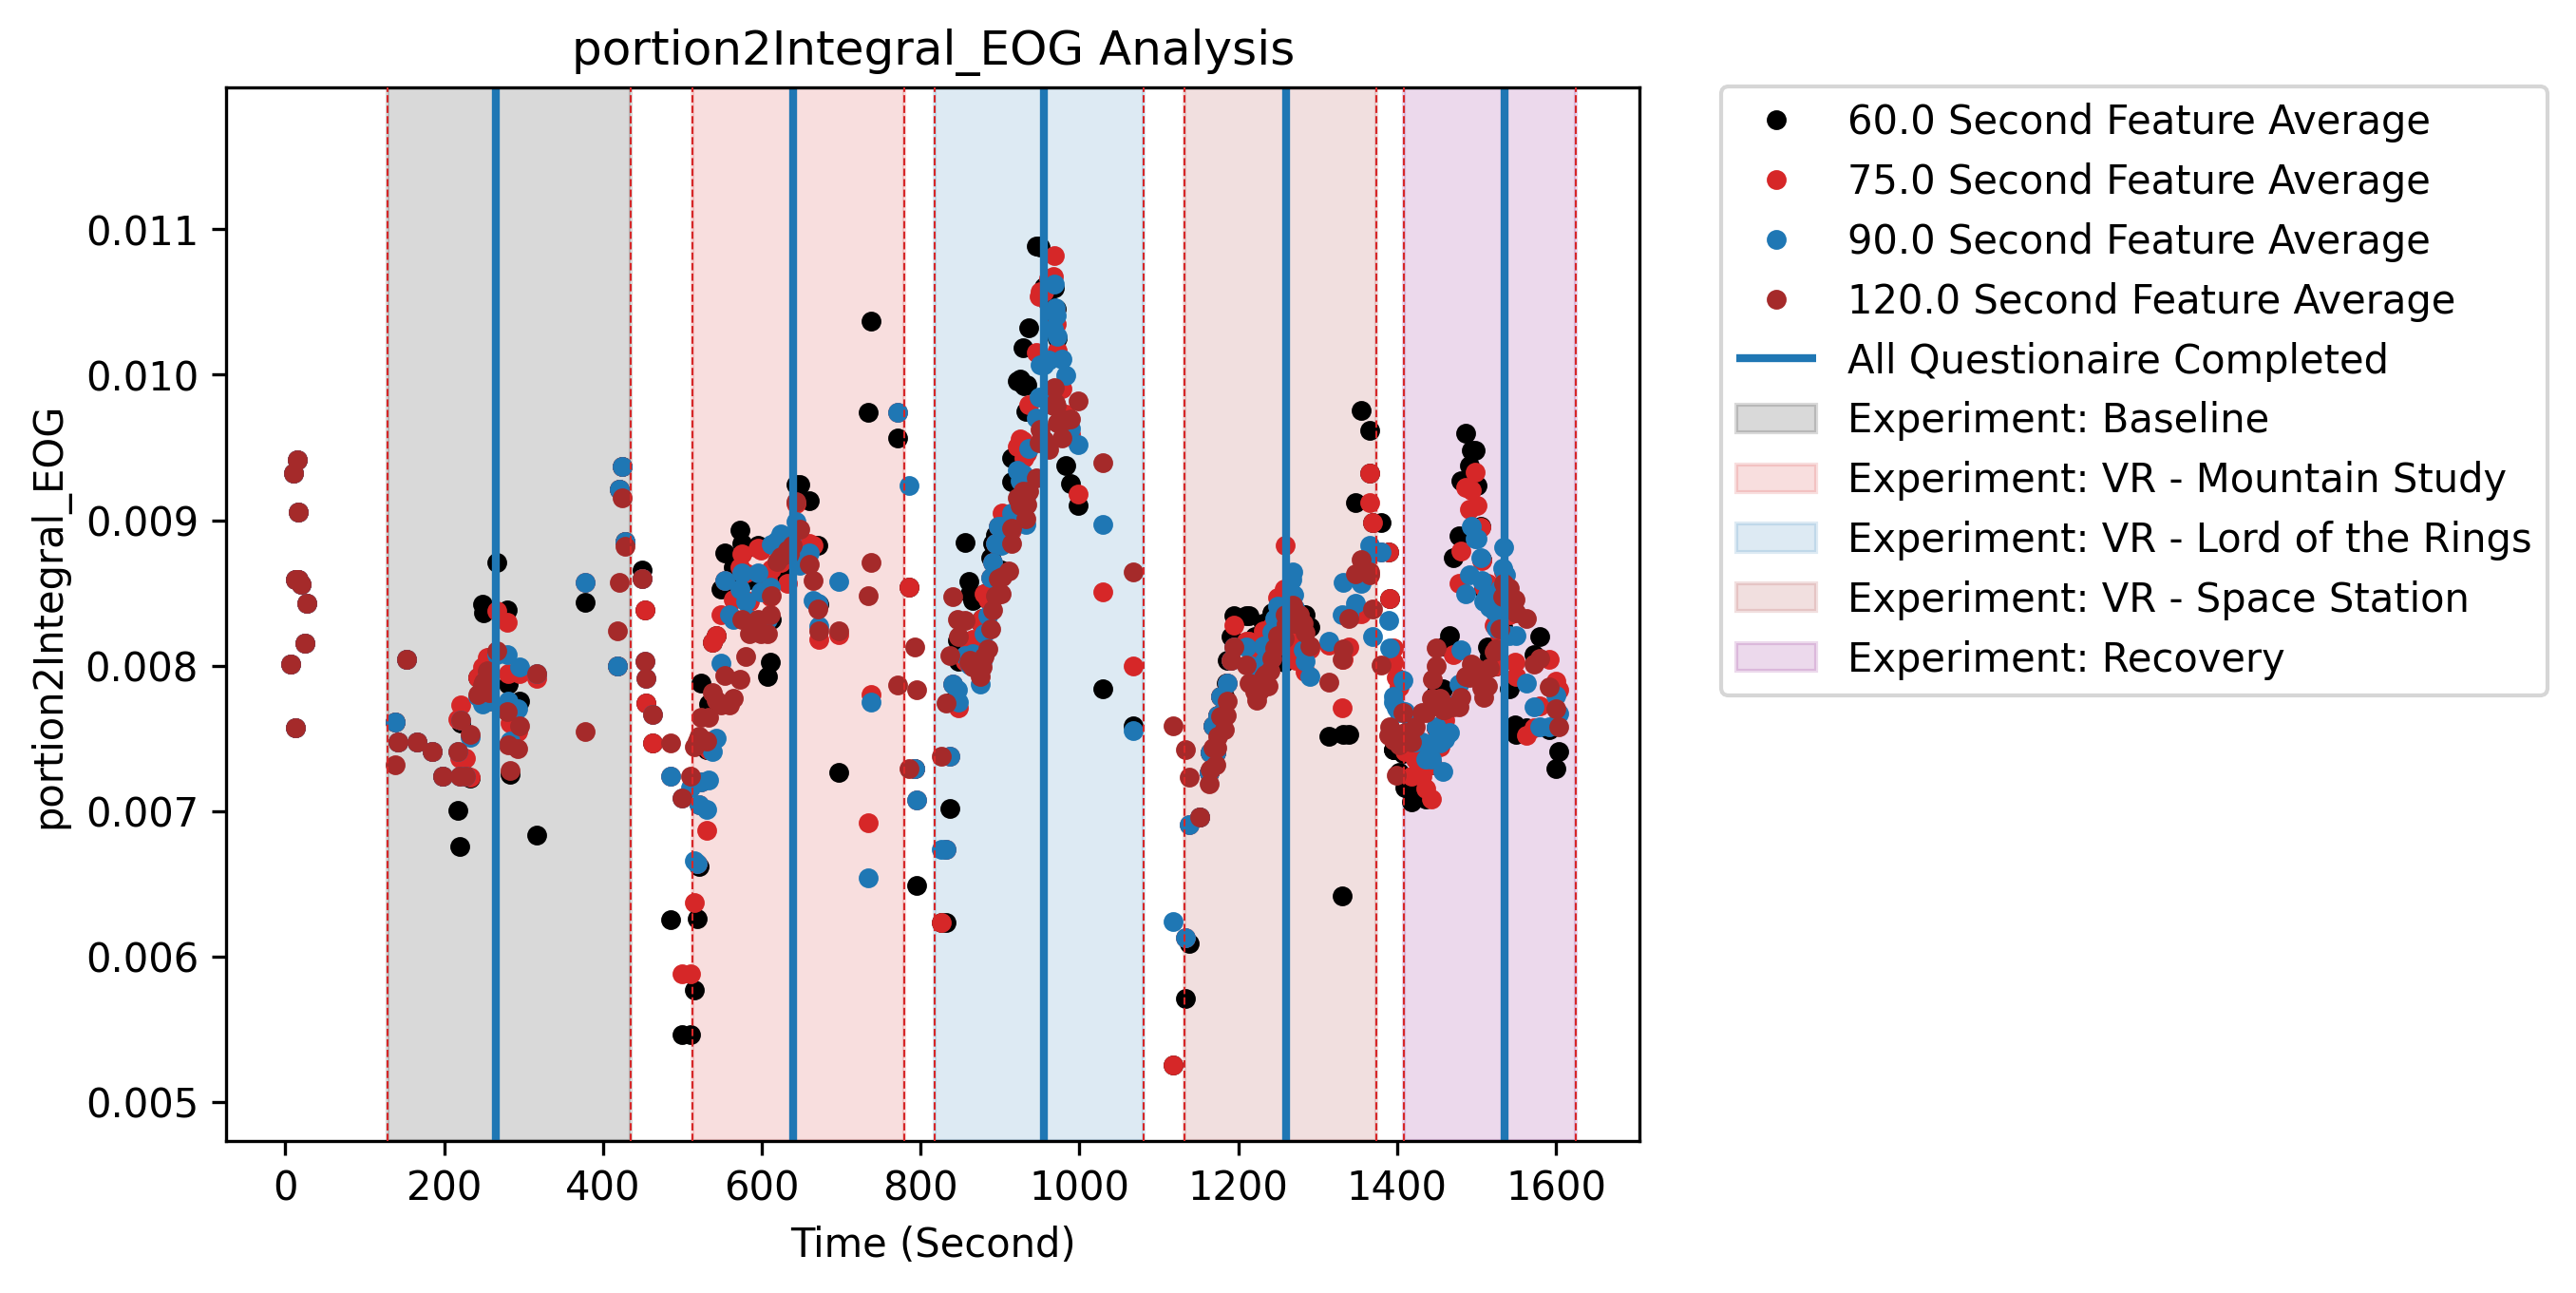 portion2Integral_EOG Analysis
portion2Integral_EOG
0.011
0.010
0.009
0.008
0.007
0.006
0.005
0 200 400 600 800 1000 1200 1400 1600
Time (Second)
60.0 Second Feature Average
75.0 Second Feature Average
90.0 Second Feature Average
120.0 Second Feature Average
All Questionaire Completed
Experiment: Baseline
Experiment: VR - Mountain Study
Experiment: VR - Lord of the Rings
Experiment: VR - Space Station
Experiment: Recovery